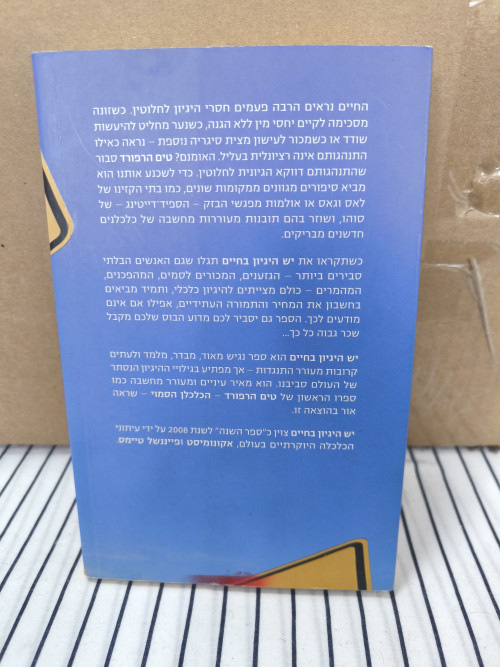 החיים נראים הרבה פעמים חסרי היגיון לחלוטין. כשזונה
מסכימה לקיים יחסי מין ללא הגנה, כשנער מחליט להיעשות
שודד או כשמכור לעישון מצית סיגריה נוספת – נראה כאילו
התנהגותם אינה רציונלית בעליל. האומנם? טים הרפורד סבור
שהתנהגותם דווקא הגיונית לחלוטין. כדי לשכנע אותנו הוא
מביא סיפורים מגוונים ממקומות שונים, כמו בתי הקזינו של
לאס וגאס או אולמות מפגשי הבזק – הספיד־דייטינג – של
סוהו, ושוזר בהם תובנות מעוררות מחשבה של כלכלנים
חדשנים מבריקים.
כשתקראו את יש היגיון בחיים תגלו שגם האנשים הבלתי
סבירים ביותר – הגזענים, המכורים לסמים, המהפכנים,
המהמרים – כולם מצייתים להיגיון כלכלי, ותמיד מביאים
בחשבון את המחיר והתמורה העתידיים, אפילו אם אינם
מודעים לכך. הספר גם יסביר לכם מדוע הבוס שלכם מקבל
שכר גבוה כל כך...
יש היגיון בחיים הוא ספר נגיש מאוד, מבדר, מלמד ולעתים
קרובות מעורר התנגדות – אך מפתיע בגילויי ההיגיון הנסתר
של העולם סביבנו. הוא מאיר עיניים ומעורר מחשבה כמו
ספרו הראשון של טים הרפורד – הכלכלן הסמוי – שראה
אור בהוצאה זו.
יש היגיון בחיים צוין כ"ספר השנה" לשנת 2008 על ידי עיתוני
הכלכלה היוקרתיים בעולם, אקונומיסט ופיינגשל טיימס.